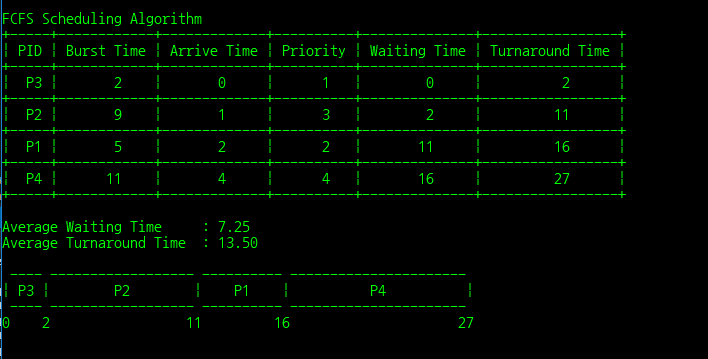 FCFS Scheduling Algorithm
| PID | Burst Time | Arrive Time | Priority | Waiting Time | Turnaround Time |
| P3 | 2 | 0 | 1 | 0 | 2 |
| P2 | 9 | 1 | 3 | 2 | 11 |
| P1 | 5 | 2 | 2 | 11 | 16 |
| P4 | 11 | 4 | 4 | 16 | 27 |
Average Waiting Time : 7.25
Average Turnaround Time : 13.50
| P3 | P2 | P1 | P4 |
0 2 11 16 27